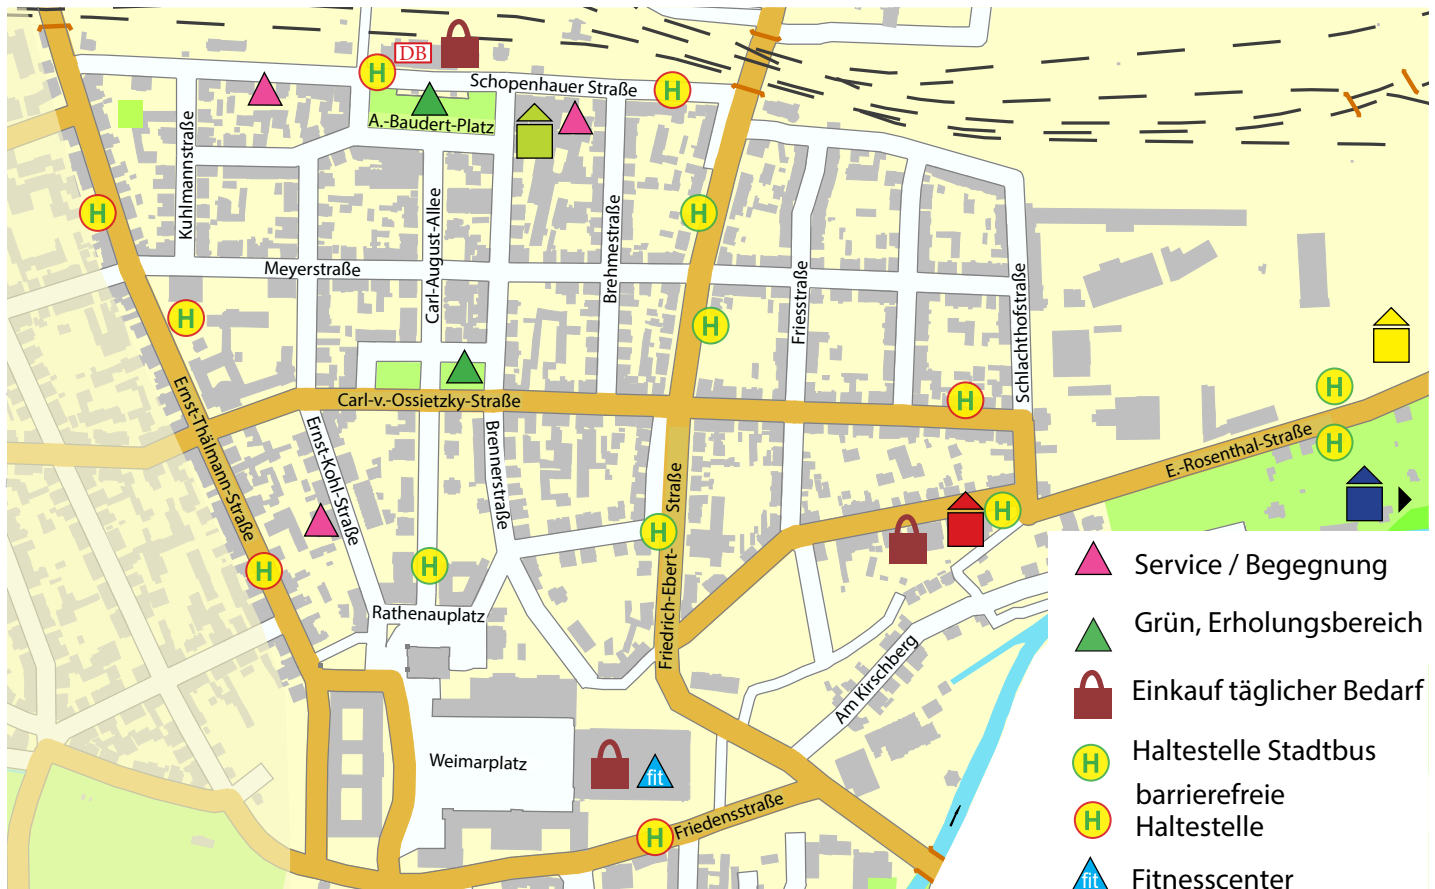 DB
H
Schopenhauer Straße
H
A.-Baudert-Platz
Kuhlmannstraße
H
H
Carl-August-Allee
Brehmestraße
Meyerstraße
Friesstraße
Schlachthofstraße
H
H
H
H
Carl-v.-Ossietzky-Straße
Ernst-Thälmann-Straße
Ernst-Kohl-Straße
Brennerstraße
Friedrich-Ebert-Straße
E.-Rosenthal-Straße
H
H
H
H
H
Rathenauplatz
Am Kirschberg
Weimarplatz
fit
H
Friedensstraße
Service / Begegnung
Grün, Erholungsbereich
Einkauf täglicher Bedarf
H Haltestelle Stadtbus
barrierefreie
H Haltestelle
fit Fitnesscenter